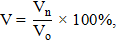 V = Vn/Vo × 100%,